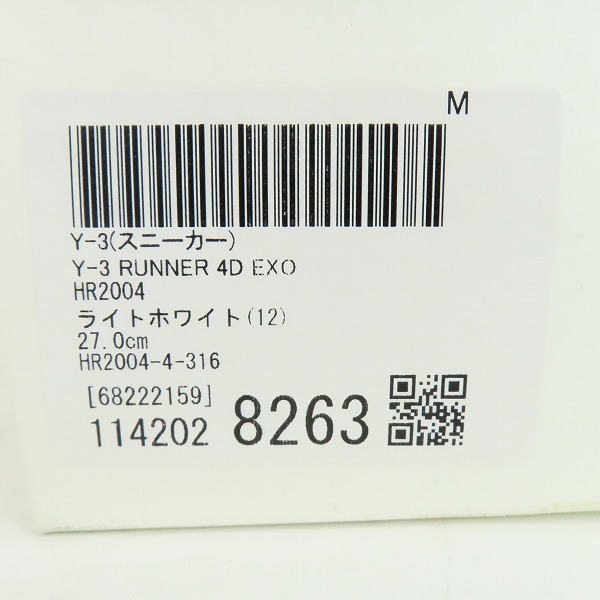 M
Y-3(スニーカー)
Y-3 RUNNER 4D EXO
HR2004
ライトホワイト(12)
27.0cm
HR2004-4-316
[68222159]
114202 8263